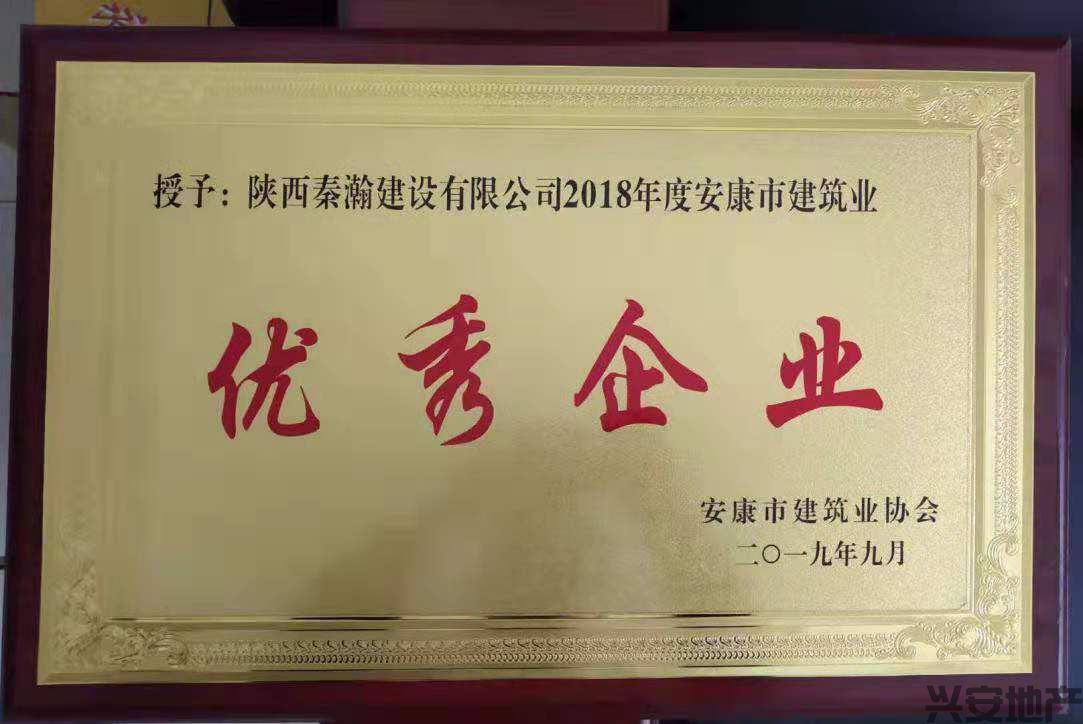 授予：陕西秦瀚建设有限公司2018年度安康市建筑业
优秀企业
安康市建筑业协会
二〇一九年九月
兴安地产